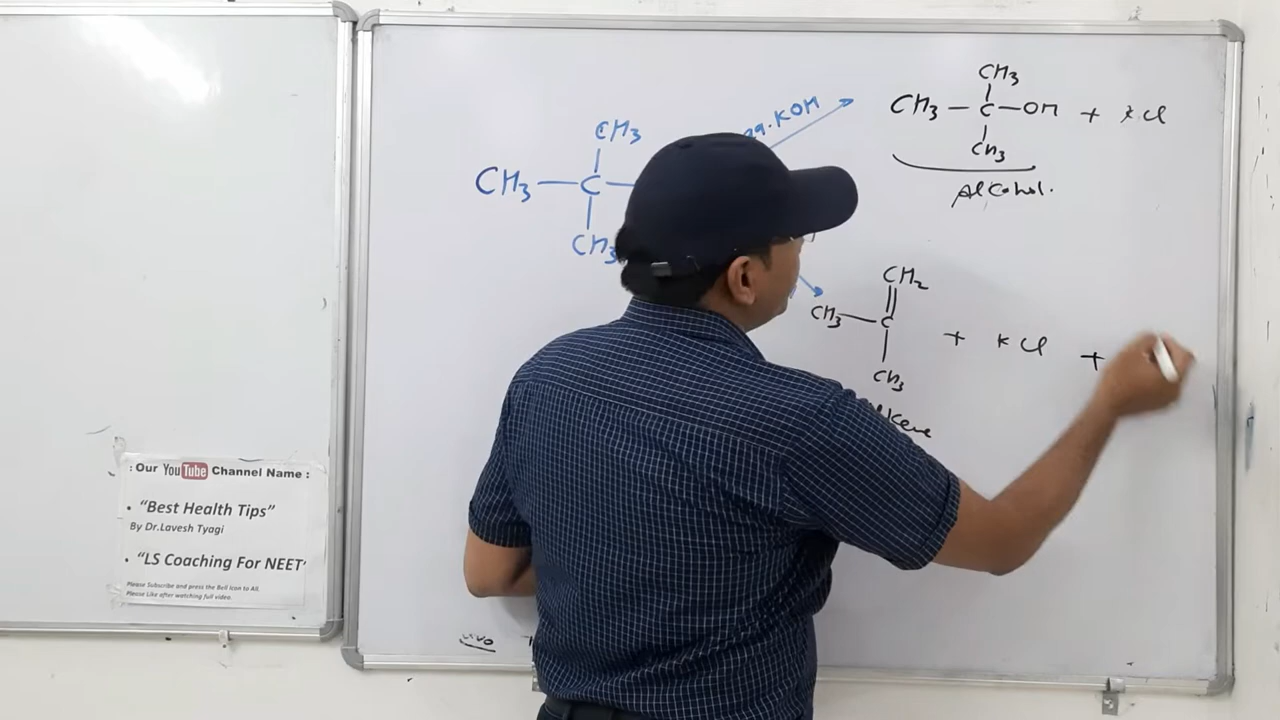 : Our YouTube Channel Name :
• "Best Health Tips"
By Dr.Lavesh Tyagi
• "LS Coaching For NEET'
Please Subscribe and press the Bell Icon to All.
Please Like after watching full video.
CH3
CH3 — C —
CH3
aq.KOH
CH3
CH3 — C — OH + KCl
CH3
Alcohol.
CH2
CH3 — C + KCl +
CH3